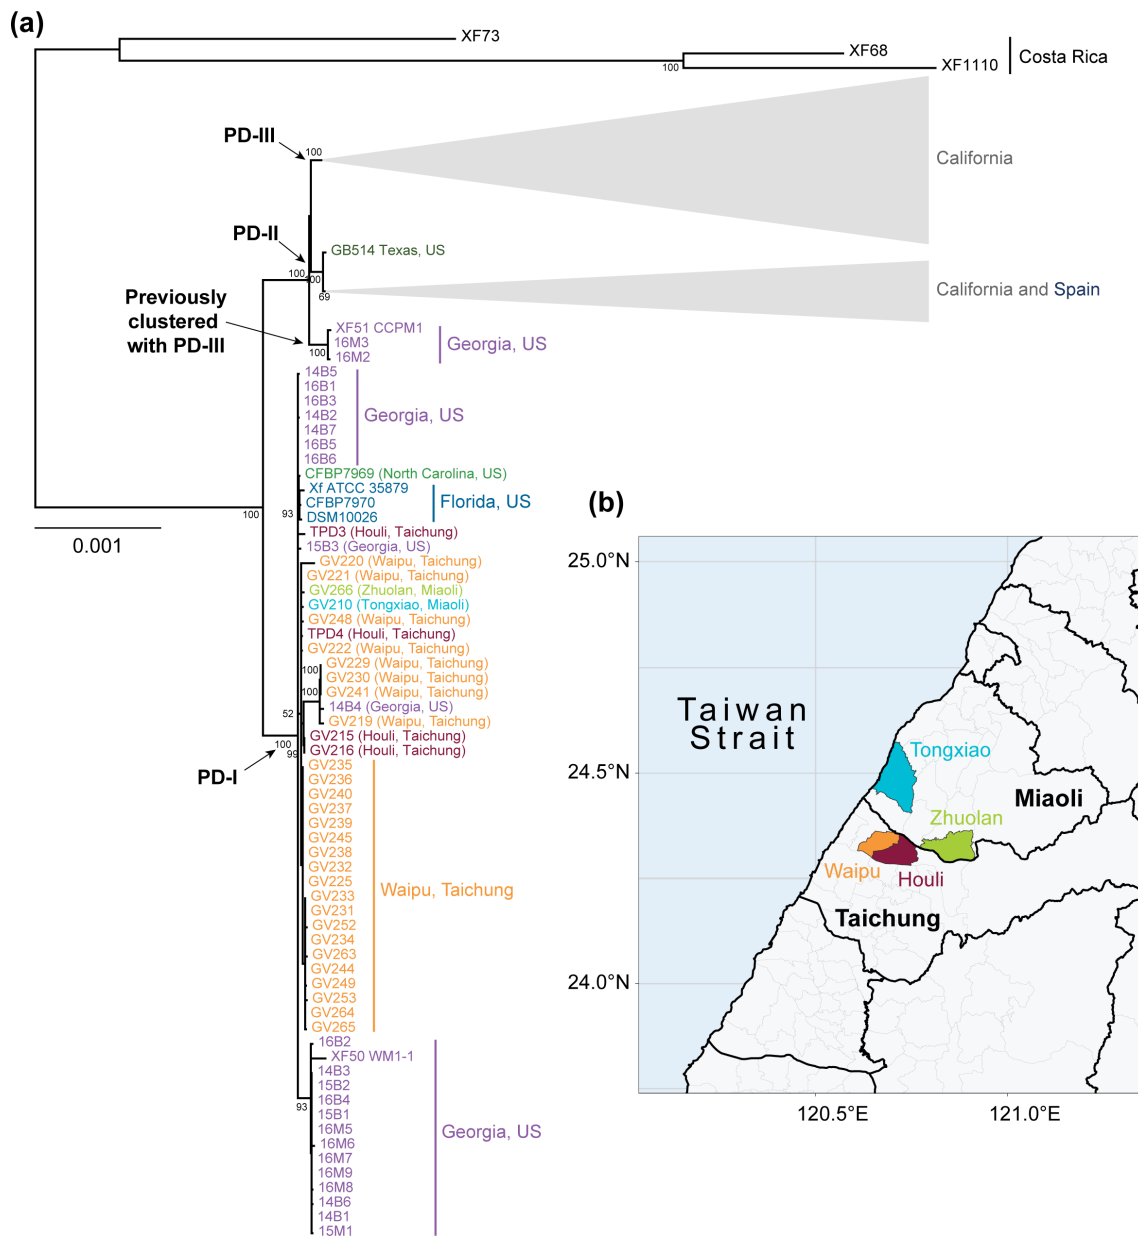 (a)
XF73
XF68
XF1110
100
Costa Rica
PD-III
100
California
PD-II
GB514 Texas, US
100
100
69
California and Spain
Previously
clustered
with PD-III
XF51 CCPM1
16M3
16M2
100
Georgia, US
14B5
16B1
16B3
14B2
14B7
16B5
16B6
Georgia, US
CFBP7969 (North Carolina, US)
Xf ATCC 35879
CFBP7970
DSM10026
Florida, US
100
93
0.001
TPD3 (Houli, Taichung)
15B3 (Georgia, US)
GV220 (Waipu, Taichung)
GV221 (Waipu, Taichung)
GV266 (Zhuolan, Miaoli)
GV210 (Tongxiao, Miaoli)
GV248 (Waipu, Taichung)
TPD4 (Houli, Taichung)
GV222 (Waipu, Taichung)
GV229 (Waipu, Taichung)
100
GV230 (Waipu, Taichung)
GV241 (Waipu, Taichung)
100
14B4 (Georgia, US)
52
GV219 (Waipu, Taichung)
GV215 (Houli, Taichung)
100
GV216 (Houli, Taichung)
99
PD-I
GV235
GV236
GV240
GV237
GV239
GV245
GV238
GV232
GV225
GV233
GV231
GV252
GV234
GV263
GV244
GV249
GV253
GV264
GV265
Waipu, Taichung
16B2
XF50 WM1-1
14B3
15B2
16B4
15B1
16M5
16M6
16M7
16M9
16M8
14B6
14B1
15M1
93
Georgia, US
(b)
25.0°N
24.5°N
24.0°N
120.5°E
121.0°E
Taiwan
Strait
Tongxiao
Miaoli
Zhuolan
Waipu
Houli
Taichung